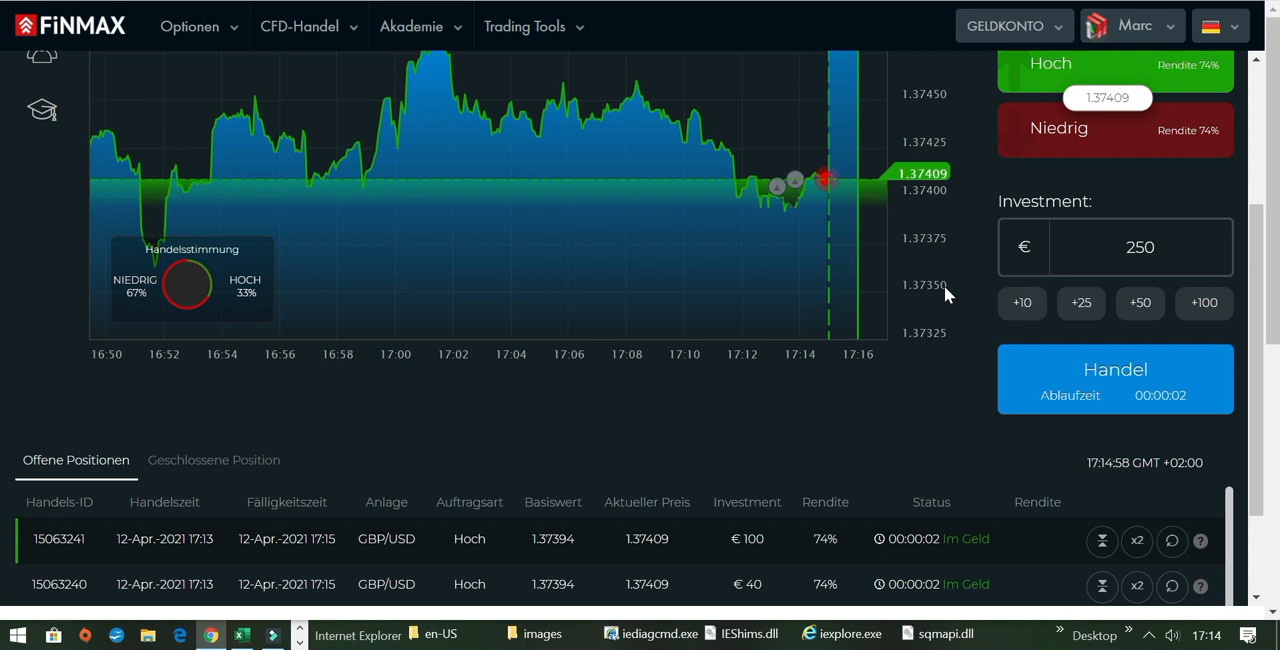 FiNMAX Optionen CFD-Handel Akademie Trading Tools GELDKONTO Marc
Hoch Rendite 74%
1.37409
Niedrig Rendite 74%
1.37450
1.37425
1.37409
1.37400
1.37375
1.37350
1.37325
Handelsstimmung
NIEDRIG 67% HOCH 33%
16:50 16:52 16:54 16:56 16:58 17:00 17:02 17:04 17:06 17:08 17:10 17:12 17:14 17:16
Investment:
€ 250
+10 +25 +50 +100
Handel
Ablaufzeit 00:00:02
Offene Positionen Geschlossene Position 17:14:58 GMT +02:00
Handels-ID Handelszeit Fälligkeitszeit Anlage Auftragsart Basiswert Aktueller Preis Investment Rendite Status Rendite
15063241 12-Apr.-2021 17:13 12-Apr.-2021 17:15 GBP/USD Hoch 1.37394 1.37409 € 100 74% 00:00:02 Im Geld x2 ?
15063240 12-Apr.-2021 17:13 12-Apr.-2021 17:15 GBP/USD Hoch 1.37394 1.37409 € 40 74% 00:00:02 Im Geld x2 ?
Internet Explorer en-US images iediagcmd.exe IEShims.dll iexplore.exe sqmapi.dll » Desktop » 17:14